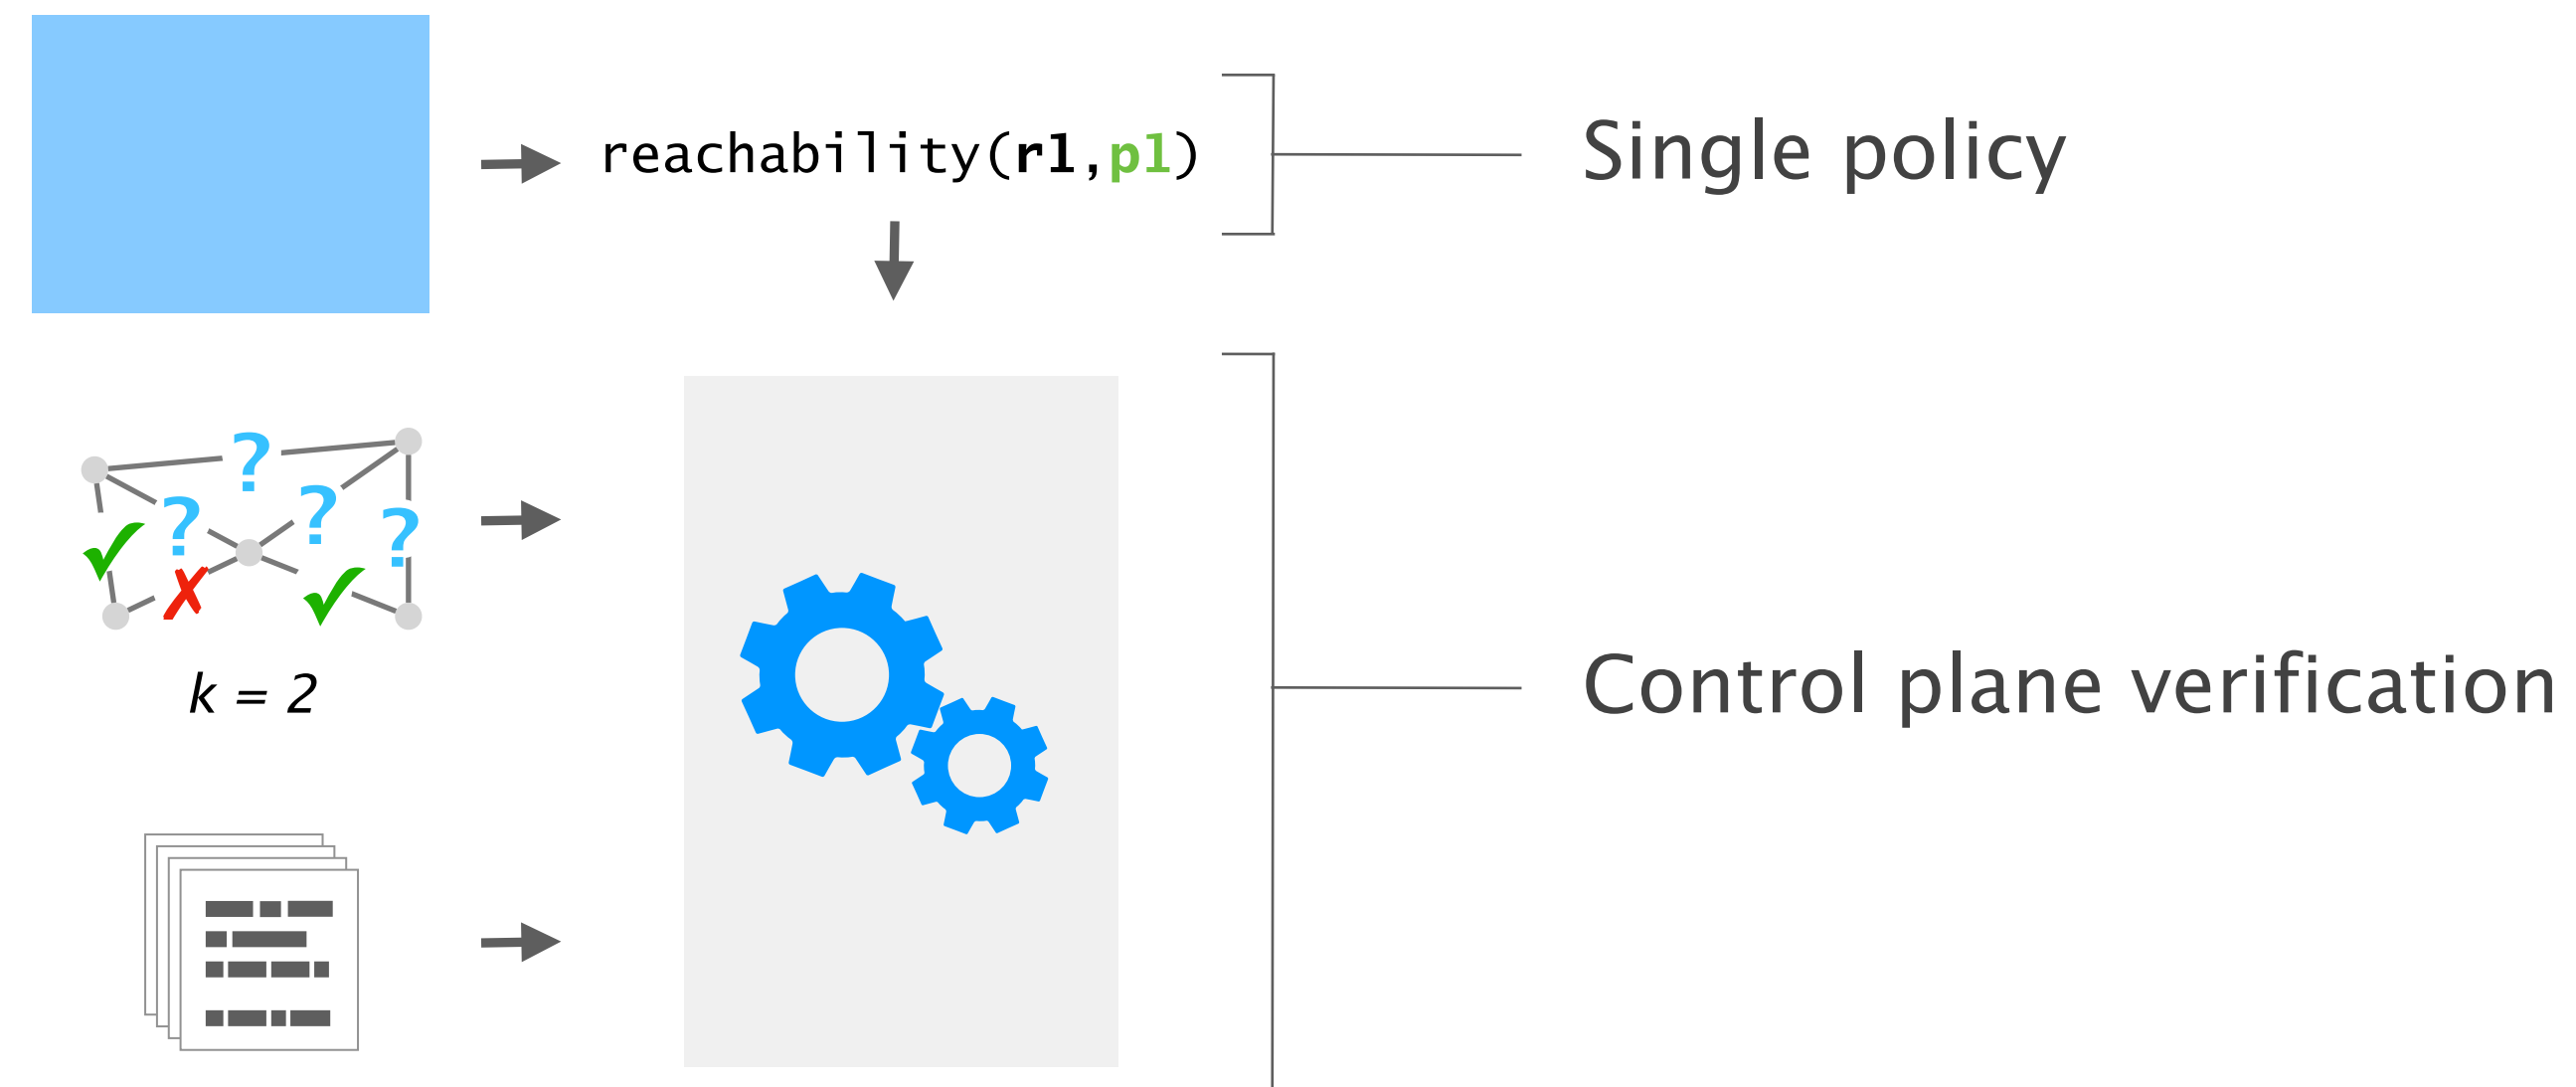 reachability(r1,p1)
Single policy
? ? ? ?
✓ ✗ ✓
k = 2
Control plane verification